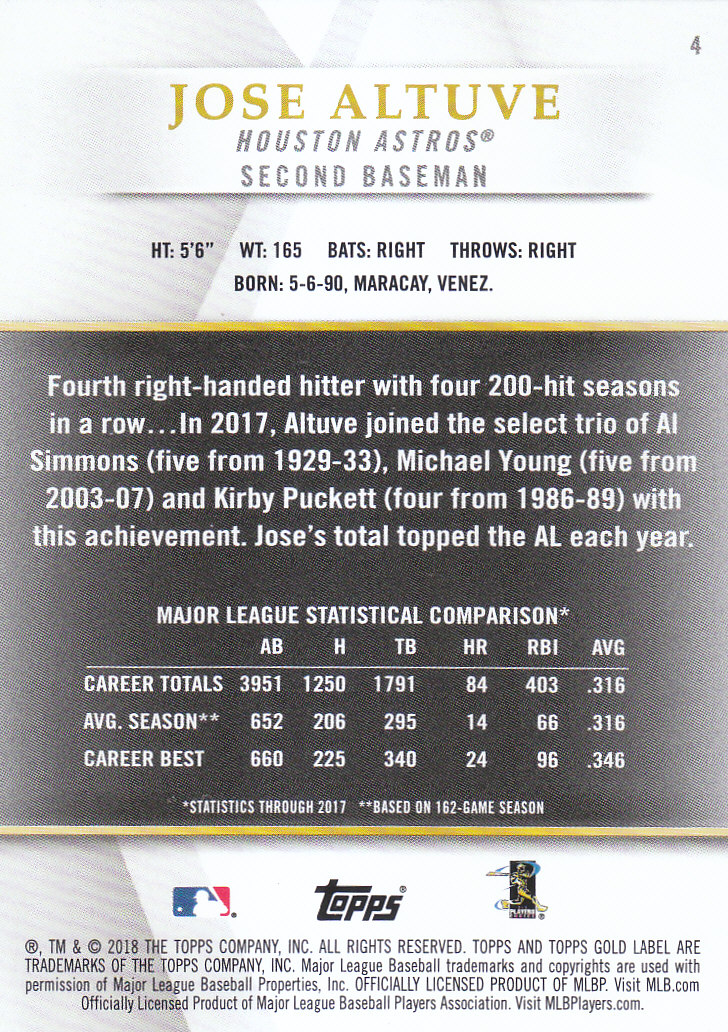 4
JOSE ALTUVE
HOUSTON ASTROS®
SECOND BASEMAN
HT: 5'6" WT: 165 BATS: RIGHT THROWS: RIGHT
BORN: 5-6-90, MARACAY, VENEZ.
Fourth right-handed hitter with four 200-hit seasons
in a row...In 2017, Altuve joined the select trio of Al
Simmons (five from 1929-33), Michael Young (five from
2003-07) and Kirby Puckett (four from 1986-89) with
this achievement. Jose's total topped the AL each year.
MAJOR LEAGUE STATISTICAL COMPARISON*
AB H TB HR RBI AVG
CAREER TOTALS 3951 1250 1791 84 403 .316
AVG. SEASON** 652 206 295 14 66 .316
CAREER BEST 660 225 340 24 96 .346
*STATISTICS THROUGH 2017 **BASED ON 162-GAME SEASON
Topps®
PLAYERS
®, TM & © 2018 THE TOPPS COMPANY, INC. ALL RIGHTS RESERVED. TOPPS AND TOPPS GOLD LABEL ARE
TRADEMARKS OF THE TOPPS COMPANY, INC. Major League Baseball trademarks and copyrights are used with
permission of Major League Baseball Properties, Inc. OFFICIALLY LICENSED PRODUCT OF MLBP. Visit MLB.com
Officially Licensed Product of Major League Baseball Players Association. Visit MLBPlayers.com.